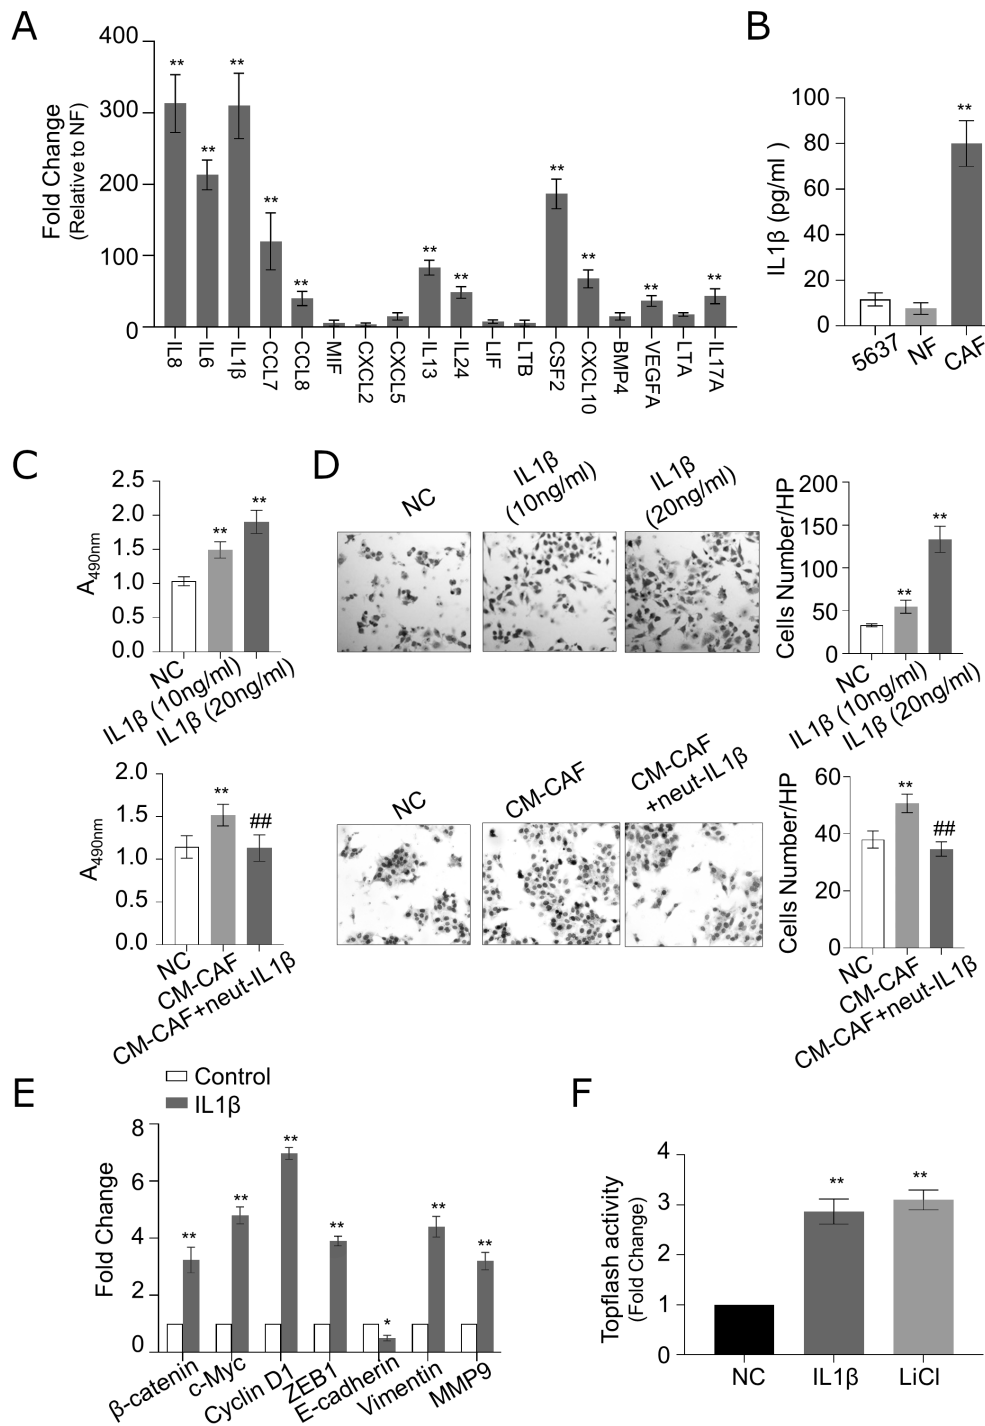 A
400
300
200
100
0
Fold Change
(Relative to NF)
**
**
**
**
**
**
**
**
**
**
**
IL8
IL6
IL1β
CCL7
CCL8
MIF
CXCL2
CXCL5
IL13
IL24
LIF
LTB
CSF2
CXCL10
BMP4
VEGFA
LTA
IL17A
B
100
80
60
40
20
0
IL1β (pg/ml )
**
5637
NF
CAF
C
2.5
2.0
1.5
1.0
0.5
0.0
A490nm
**
**
NC
IL1β (10ng/ml)
IL1β (20ng/ml)
2.0
1.5
1.0
0.5
0.0
A490nm
**
##
NC
CM-CAF
CM-CAF+neut-IL1β
D
NC
IL1β
(10ng/ml)
IL1β
(20ng/ml)
200
150
100
50
0
Cells Number/HP
**
**
NC
IL1β (10ng/ml)
IL1β (20ng/ml)
NC
CM-CAF
CM-CAF
+neut-IL1β
60
40
20
0
Cells Number/HP
**
##
NC
CM-CAF
CM-CAF+neut-IL1β
E
Control
IL1β
8
6
4
2
0
Fold Change
**
**
**
**
*
**
**
β-catenin
c-Myc
Cyclin D1
ZEB1
E-cadherin
Vimentin
MMP9
F
4
3
2
1
0
Topflash activity
(Fold Change)
**
**
NC
IL1β
LiCl